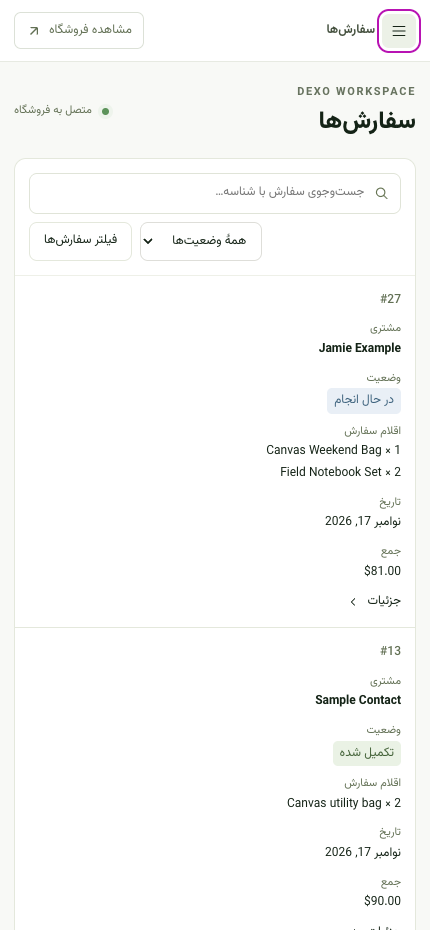 سفارش‌ها
مشاهده فروشگاه
DEXO WORKSPACE
سفارش‌ها
متصل به فروشگاه
جست‌وجوی سفارش با شناسه...
همهٔ وضعیت‌ها
فیلتر سفارش‌ها
#27
مشتری
Jamie Example
وضعیت
در حال انجام
اقلام سفارش
Canvas Weekend Bag × 1
Field Notebook Set × 2
تاریخ
نوامبر 17, 2026
جمع
$81.00
جزئیات
#13
مشتری
Sample Contact
وضعیت
تکمیل شده
اقلام سفارش
Canvas utility bag × 2
تاریخ
نوامبر 17, 2026
جمع
$90.00